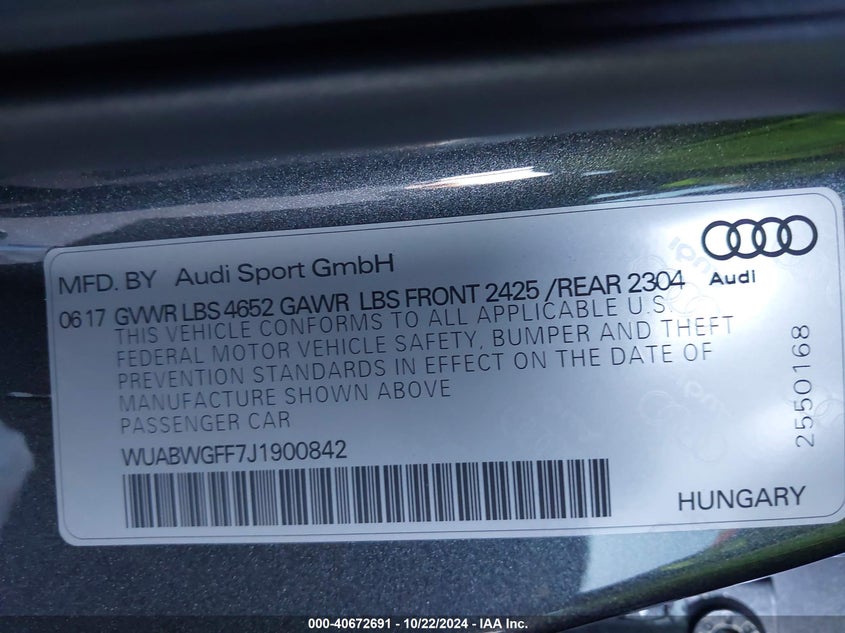 MFD. BY Audi Sport GmbH
Audi
06 17 GVWR LBS 4652 GAWR LBS FRONT 2425 /REAR 2304
THIS VEHICLE CONFORMS TO ALL APPLICABLE U.S.
FEDERAL MOTOR VEHICLE SAFETY, BUMPER AND THEFT
PREVENTION STANDARDS IN EFFECT ON THE DATE OF
MANUFACTURE SHOWN ABOVE
PASSENGER CAR
WUABWGFF7J1900842
2550168
HUNGARY
000-40672691 - 10/22/2024 - IAA Inc.